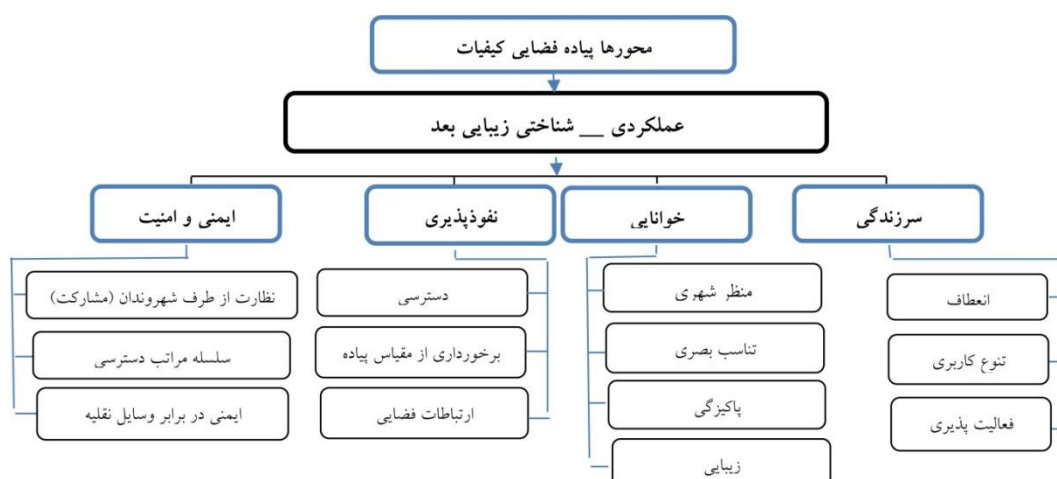 محورها پیاده فضایی کیفیات
عملکردی __ شناختی زیبایی بعد
سرزندگی
خوانایی
نفوذپذیری
ایمنی و امنیت
انعطاف
تنوع کاربری
فعالیت پذیری
منظر شهری
تناسب بصری
پاکیزگی
زیبایی
دسترسی
برخورداری از مقیاس پیاده
ارتباطات فضایی
نظارت از طرف شهروندان (مشارکت)
سلسله مراتب دسترسی
ایمنی در برابر وسایل نقلیه